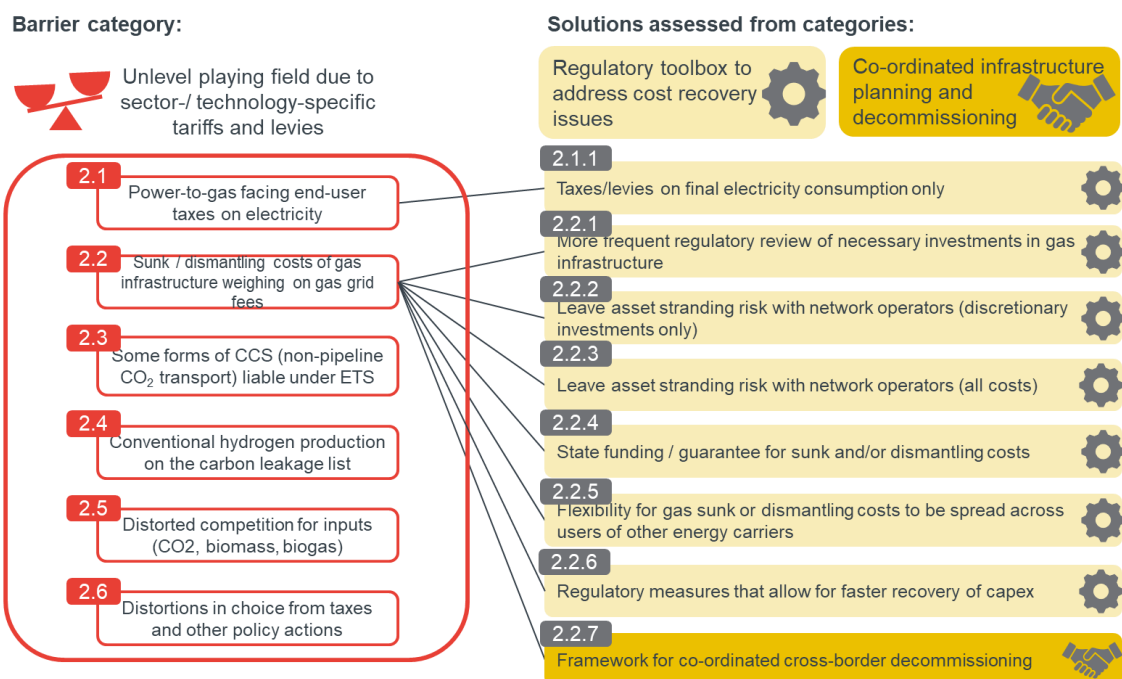 Barrier category:
Unlevel playing field due to
sector-/ technology-specific
tariffs and levies
2.1
Power-to-gas facing end-user
taxes on electricity
2.2
Sunk / dismantling costs of gas
infrastructure weighing on gas grid
fees
2.3
Some forms of CCS (non-pipeline
CO₂ transport) liable under ETS
2.4
Conventional hydrogen production
on the carbon leakage list
2.5
Distorted competition for inputs
(CO2, biomass, biogas)
2.6
Distortions in choice from taxes
and other policy actions
Solutions assessed from categories:
Regulatory toolbox to
address cost recovery
issues
Co-ordinated infrastructure
planning and
decommissioning
2.1.1
Taxes/levies on final electricity consumption only
2.2.1
More frequent regulatory review of necessary investments in gas
infrastructure
2.2.2
Leave asset stranding risk with network operators (discretionary
investments only)
2.2.3
Leave asset stranding risk with network operators (all costs)
2.2.4
State funding / guarantee for sunk and/or dismantling costs
2.2.5
Flexibility for gas sunk or dismantling costs to be spread across
users of other energy carriers
2.2.6
Regulatory measures that allow for faster recovery of capex
2.2.7
Framework for co-ordinated cross-border decommissioning